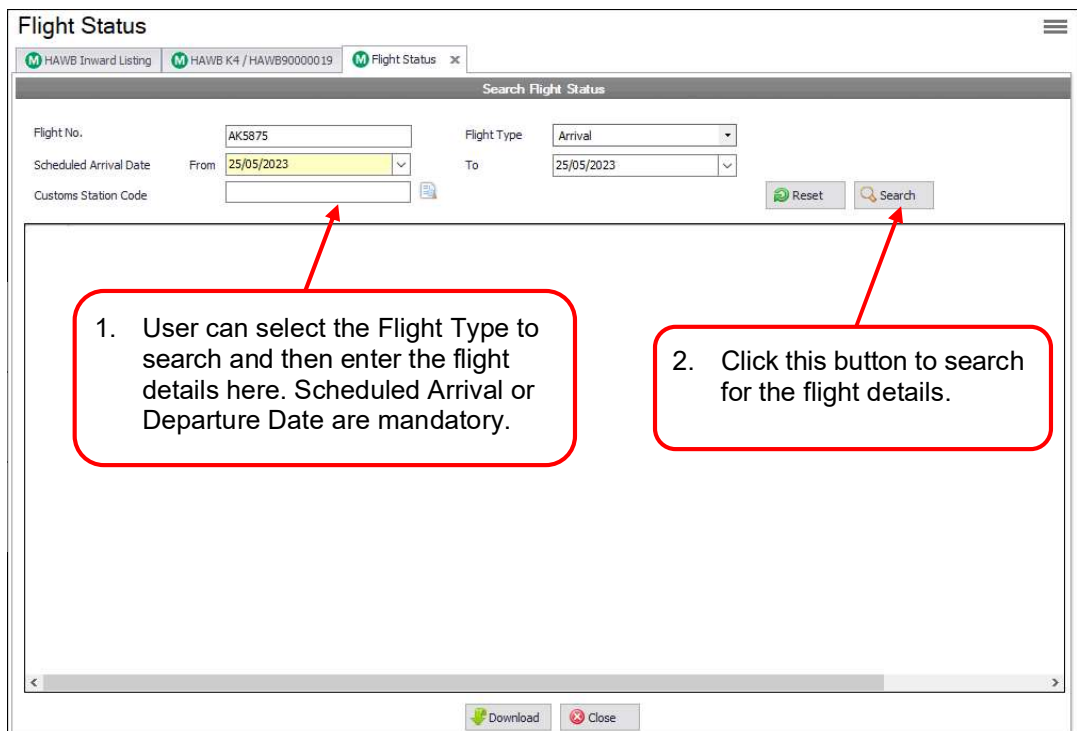 Flight Status
M HAWB Inward Listing M HAWB K4 / HAWB90000019 M Flight Status x
Search Flight Status
Flight No. AK5875 Flight Type Arrival
Scheduled Arrival Date From 25/05/2023 To 25/05/2023
Customs Station Code Reset Search
1. User can select the Flight Type to
search and then enter the flight
details here. Scheduled Arrival or
Departure Date are mandatory.
2. Click this button to search
for the flight details.
Download Close